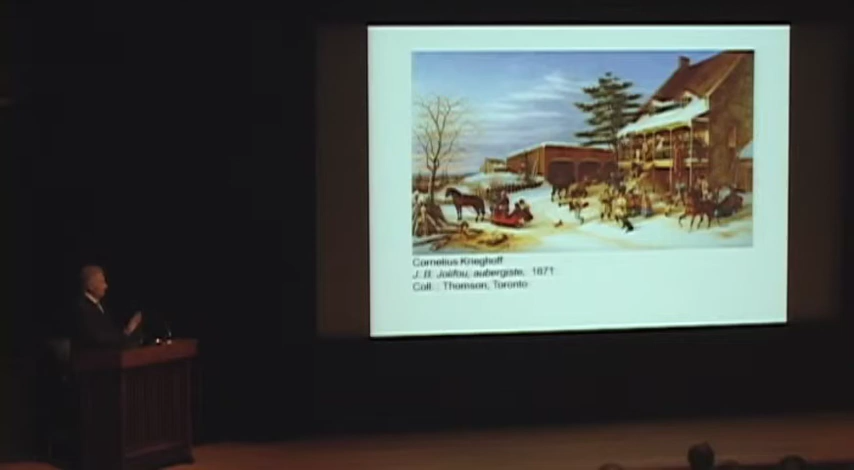 Cornelius Krieghoff
J. B. Jolifou, aubergiste, 1871
Coll. : Thomson, Toronto